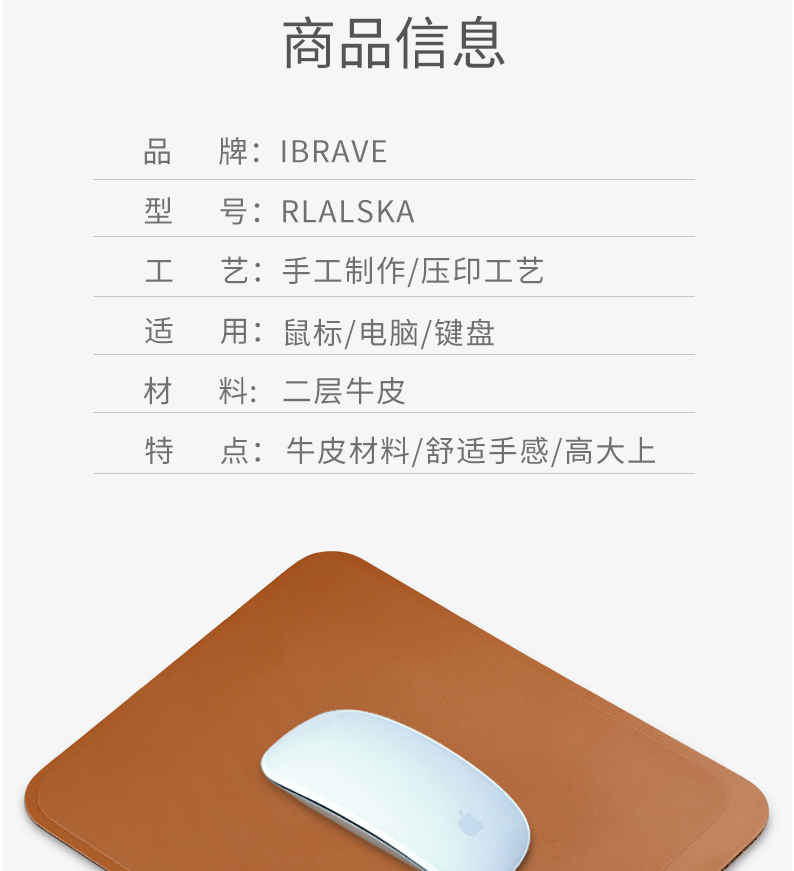 商品信息
品 牌：IBRAVE
型 号：RLALSKA
工 艺：手工制作/压印工艺
适 用：鼠标/电脑/键盘
材 料：二层牛皮
特 点：牛皮材料/舒适手感/高大上